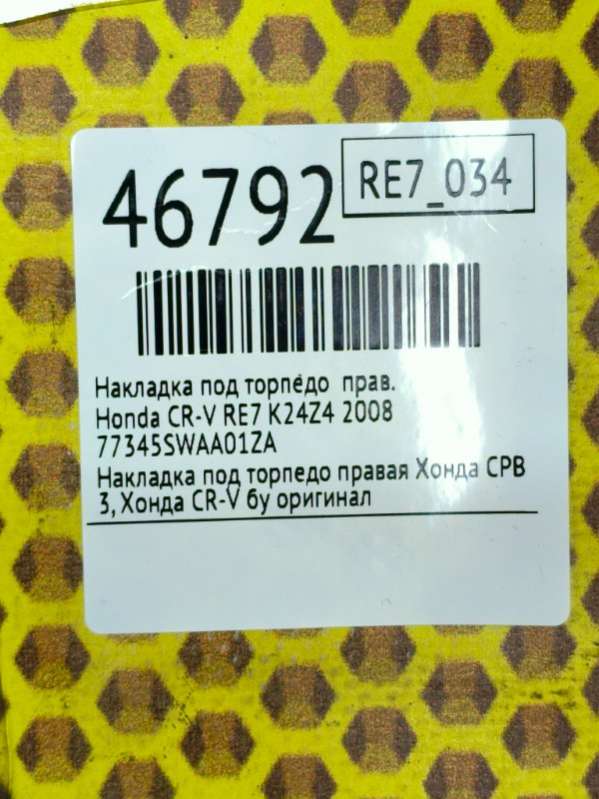 46792
RE7_034
Накладка под торпедо прав.
Honda CR-V RE7 K24Z4 2008
77345SWAA01ZA
Накладка под торпедо правая Хонда СРВ
3, Хонда CR-V бу оригинал